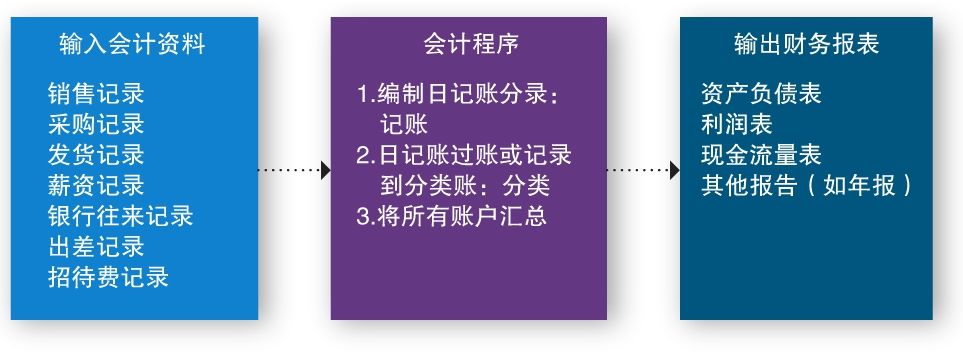 输入会计资料
销售记录
采购记录
发货记录
薪资记录
银行往来记录
出差记录
招待费记录
会计程序
1.编制日记账分录：
记账
2.日记账过账或记录
到分类账：分类
3.将所有账户汇总
输出财务报表
资产负债表
利润表
现金流量表
其他报告（如年报）